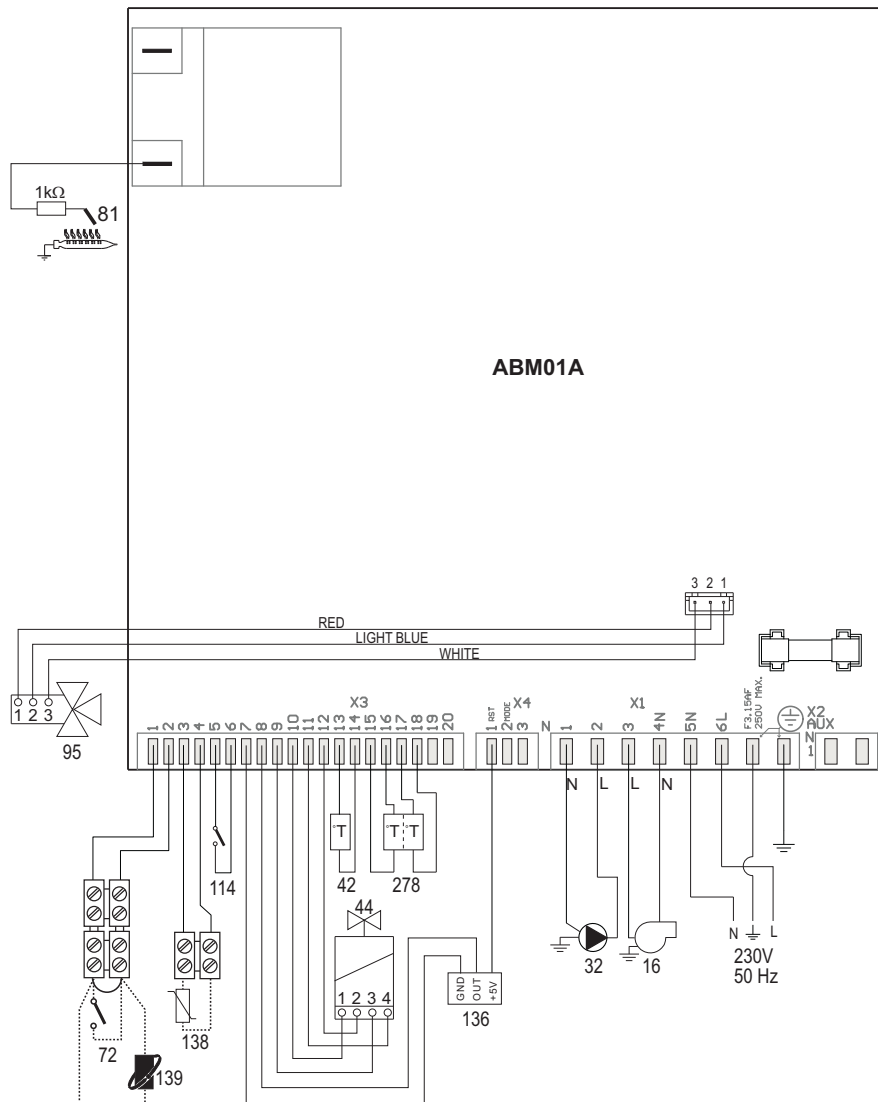 1kΩ
81
ABM01A
3 2 1
RED
LIGHT BLUE
WHITE
1 2 3
95
X3
1 2 3 4 5 6 7 8 9 10 11 12 13 14 15 16 17 18 19 20
X4
1 RST
2 MODE
3
X1
N 1 2 3 4N 5N 6L
F3.15AF
250V MAX.
X2
AUX
N
1
N L L N
°T °T °T
114
42
278
44
1 2 3 4
GND
OUT
+5V
136
32
16
N L
230V
50 Hz
138
72
139